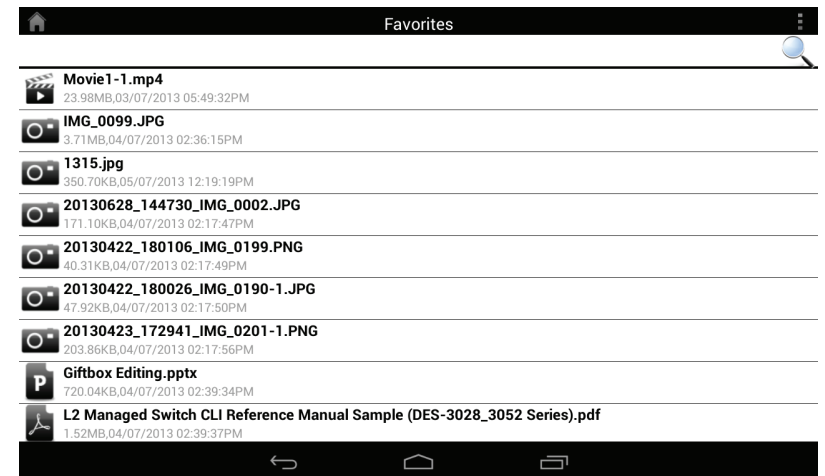 Favorites
Movie1-1.mp4
23.98MB,03/07/2013 05:49:32PM
IMG_0099.JPG
3.71MB,04/07/2013 02:36:15PM
1315.jpg
350.70KB,05/07/2013 12:19:19PM
20130628_144730_IMG_0002.JPG
171.10KB,04/07/2013 02:17:47PM
20130422_180106_IMG_0199.PNG
40.31KB,04/07/2013 02:17:49PM
20130422_180026_IMG_0190-1.JPG
47.92KB,04/07/2013 02:17:50PM
20130423_172941_IMG_0201-1.PNG
203.86KB,04/07/2013 02:17:56PM
Giftbox Editing.pptx
720.04KB,04/07/2013 02:39:34PM
L2 Managed Switch CLI Reference Manual Sample (DES-3028_3052 Series).pdf
1.52MB,04/07/2013 02:39:37PM